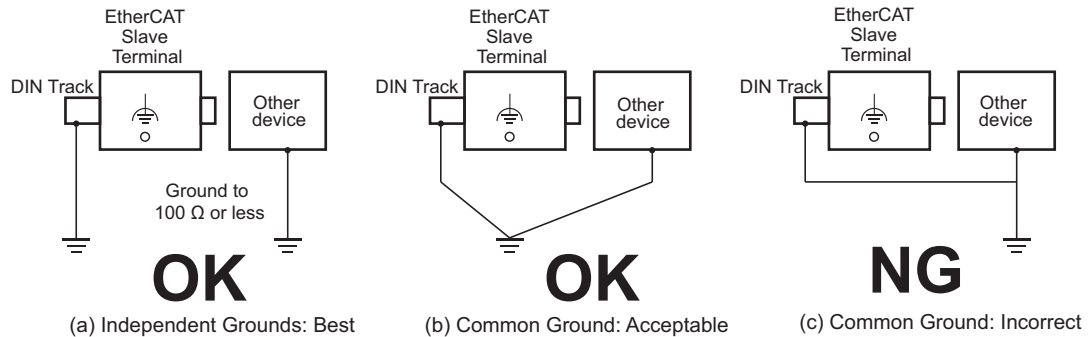 EtherCAT
Slave
Terminal
DIN Track
Other
device
Ground to
100 Ω or less
OK
(a) Independent Grounds: Best
EtherCAT
Slave
Terminal
DIN Track
Other
device
OK
(b) Common Ground: Acceptable
EtherCAT
Slave
Terminal
DIN Track
Other
device
NG
(c) Common Ground: Incorrect